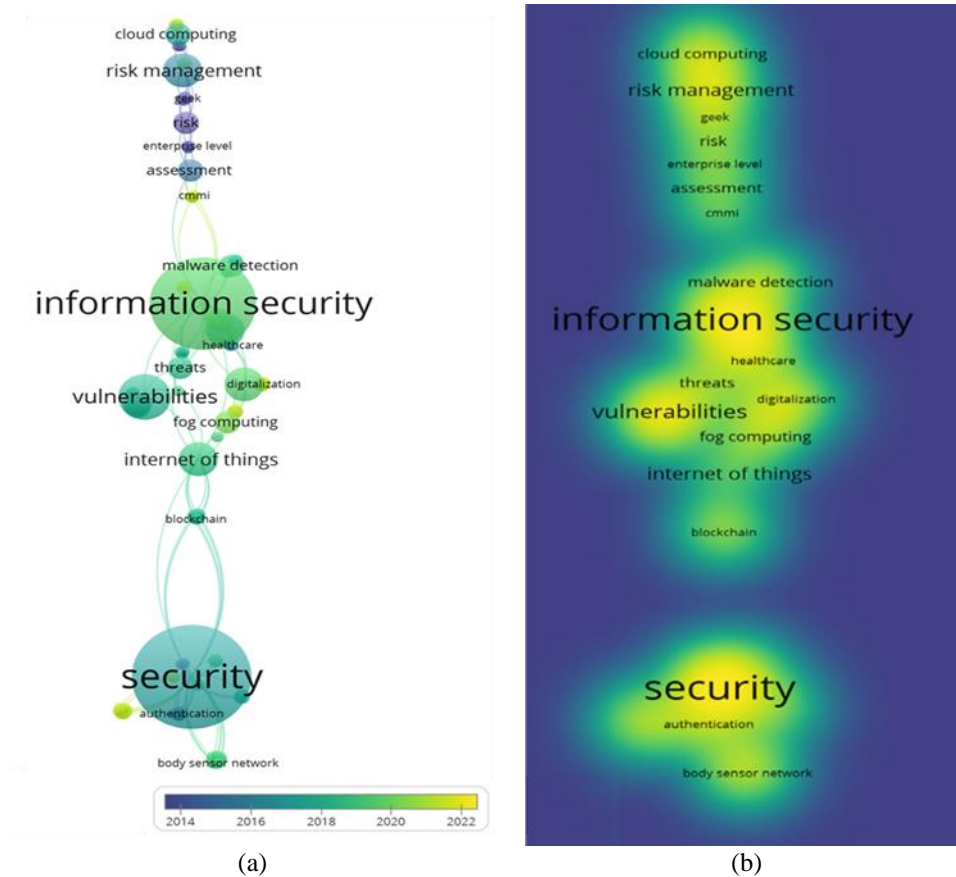 cloud computing
risk management
geek
risk
enterprise level
assessment
cmmi
malware detection
information security
healthcare
threats
digitalization
vulnerabilities
fog computing
internet of things
blockchain
security
authentication
body sensor network
2014 2016 2018 2020 2022
(a)
cloud computing
risk management
geek
risk
enterprise level
assessment
cmmi
malware detection
information security
healthcare
threats
digitalization
vulnerabilities
fog computing
internet of things
blockchain
security
authentication
body sensor network
(b)